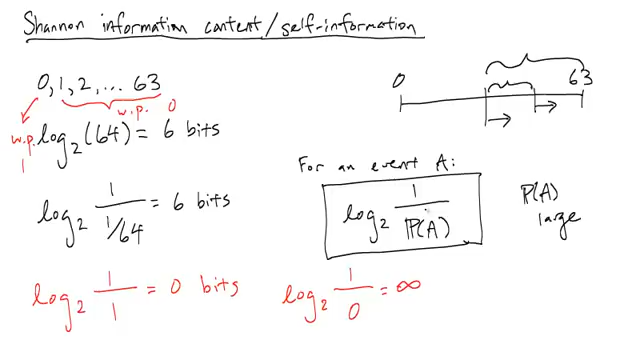 Shannon information content/self-information
0, 1, 2, ... 63
w.p. 0
w.p. 1
log₂(64) = 6 bits
log₂ 1/(1/64) = 6 bits
log₂ 1/1 = 0 bits
0 63
For an event A:
log₂ 1/ℙ(A)
ℙ(A) large
log₂ 1/0 = ∞